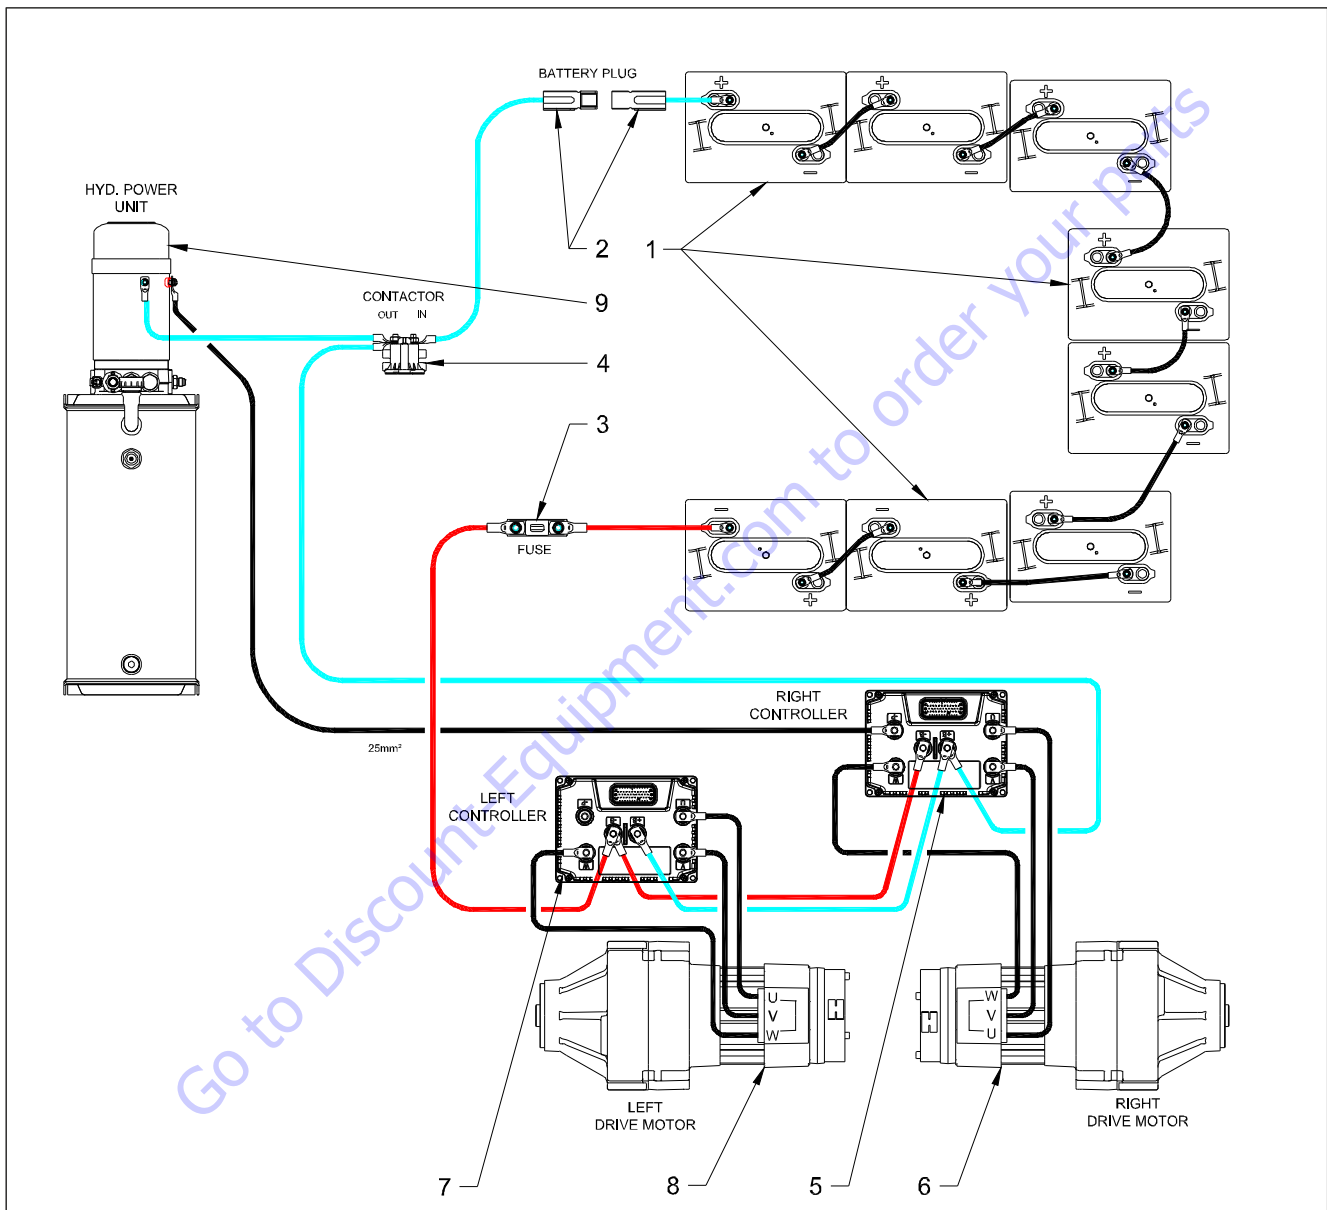 BATTERY PLUG
HYD. POWER
UNIT
2
1
9
CONTACTOR
OUT IN
4
3
FUSE
RIGHT
CONTROLLER
25mm²
LEFT
CONTROLLER
U
V
W
W
V
U
LEFT
DRIVE MOTOR
RIGHT
DRIVE MOTOR
7
8
5
6
Go to Discount-Equipment.com to order your parts